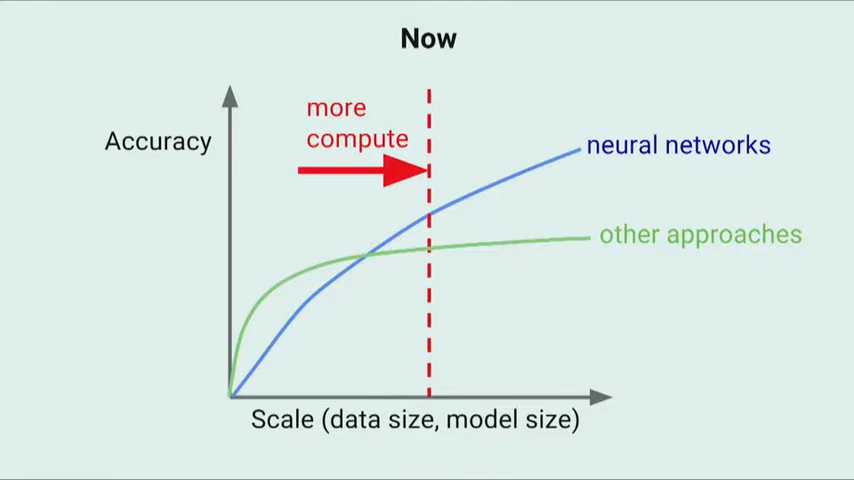 Now
more
compute
Accuracy
neural networks
other approaches
Scale (data size, model size)